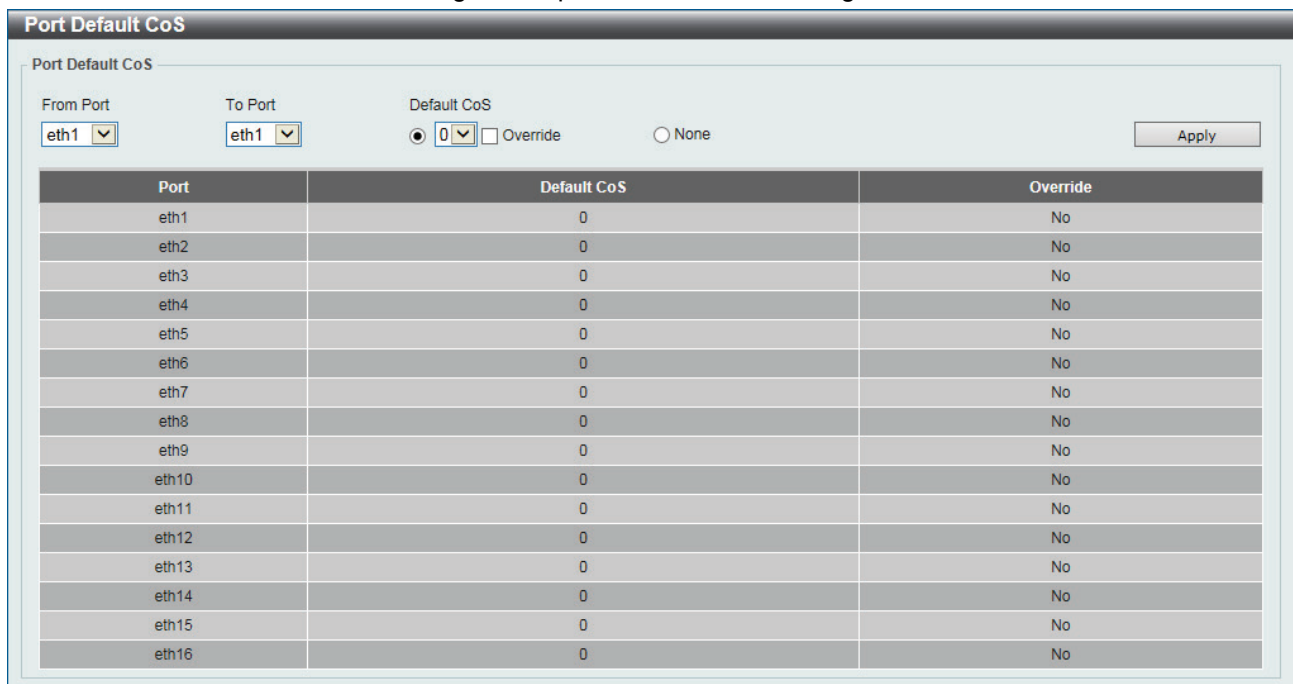 Port Default CoS
Port Default CoS
From Port To Port Default CoS
eth1 eth1 0 Override None Apply
Port Default CoS Override
eth1 0 No
eth2 0 No
eth3 0 No
eth4 0 No
eth5 0 No
eth6 0 No
eth7 0 No
eth8 0 No
eth9 0 No
eth10 0 No
eth11 0 No
eth12 0 No
eth13 0 No
eth14 0 No
eth15 0 No
eth16 0 No